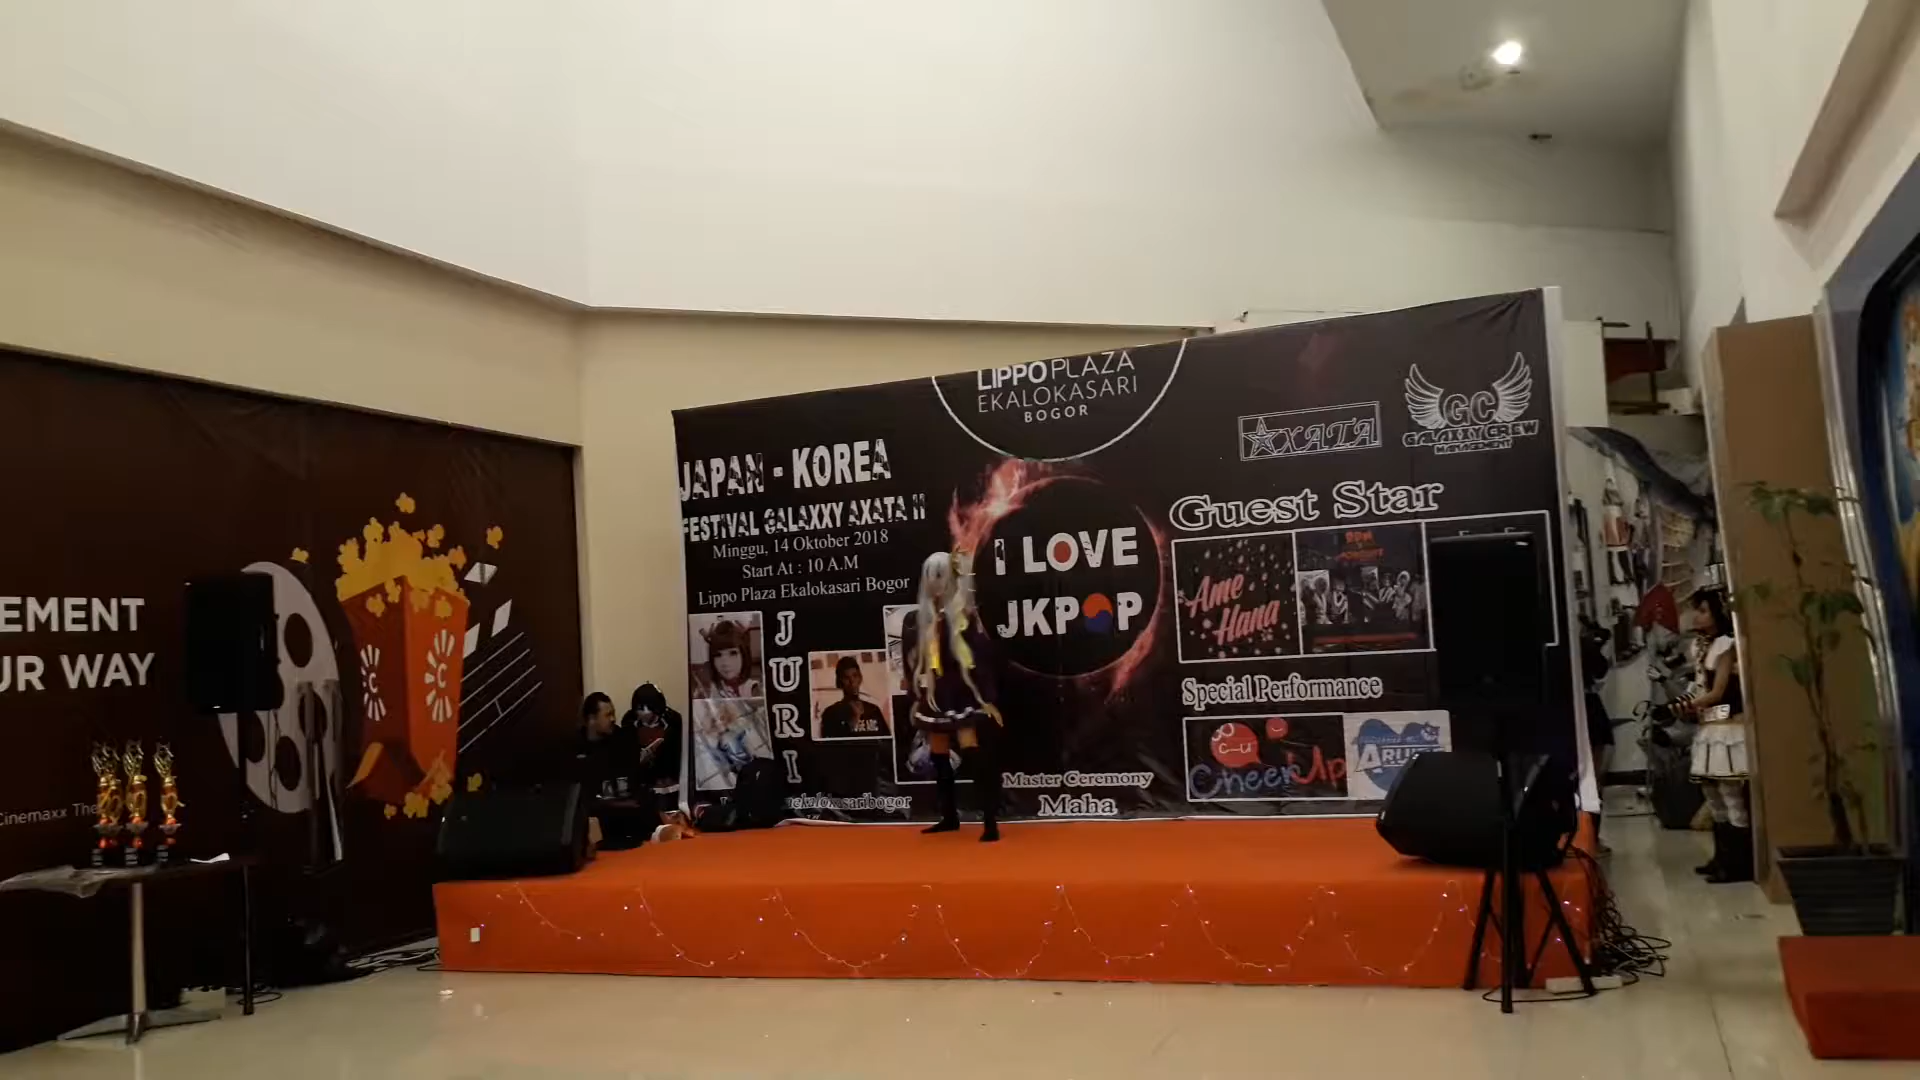 EMENT
UR WAY
Cinemaxx The
C
C
LIPPO PLAZA
EKALOKASARI
BOGOR
JAPAN - KOREA
FESTIVAL GALAXXY AXATA II
Minggu, 14 Oktober 2018
Start At : 10 A.M
Lippo Plaza Ekalokasari Bogor
JURI
I LOVE
JKPOP
Master Ceremony
Maha
AXATA
GC
GALAXXY CREW
MANAGEMENT
Guest Star
Ame
Hana
Special Performance
CheerUp